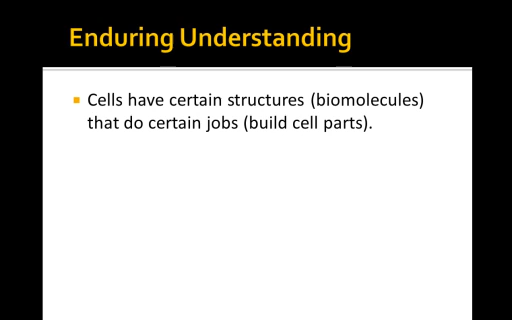 Enduring Understanding
Cells have certain structures (biomolecules)
that do certain jobs (build cell parts).